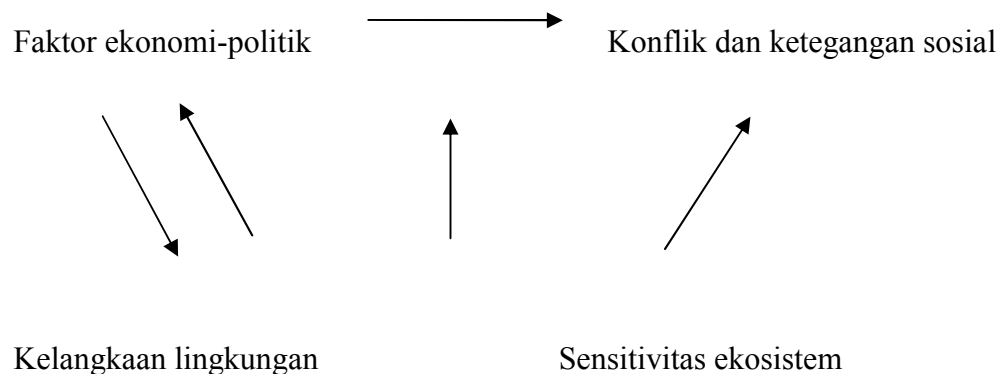 Faktor ekonomi-politik
Konflik dan ketegangan sosial
Kelangkaan lingkungan
Sensitivitas ekosistem